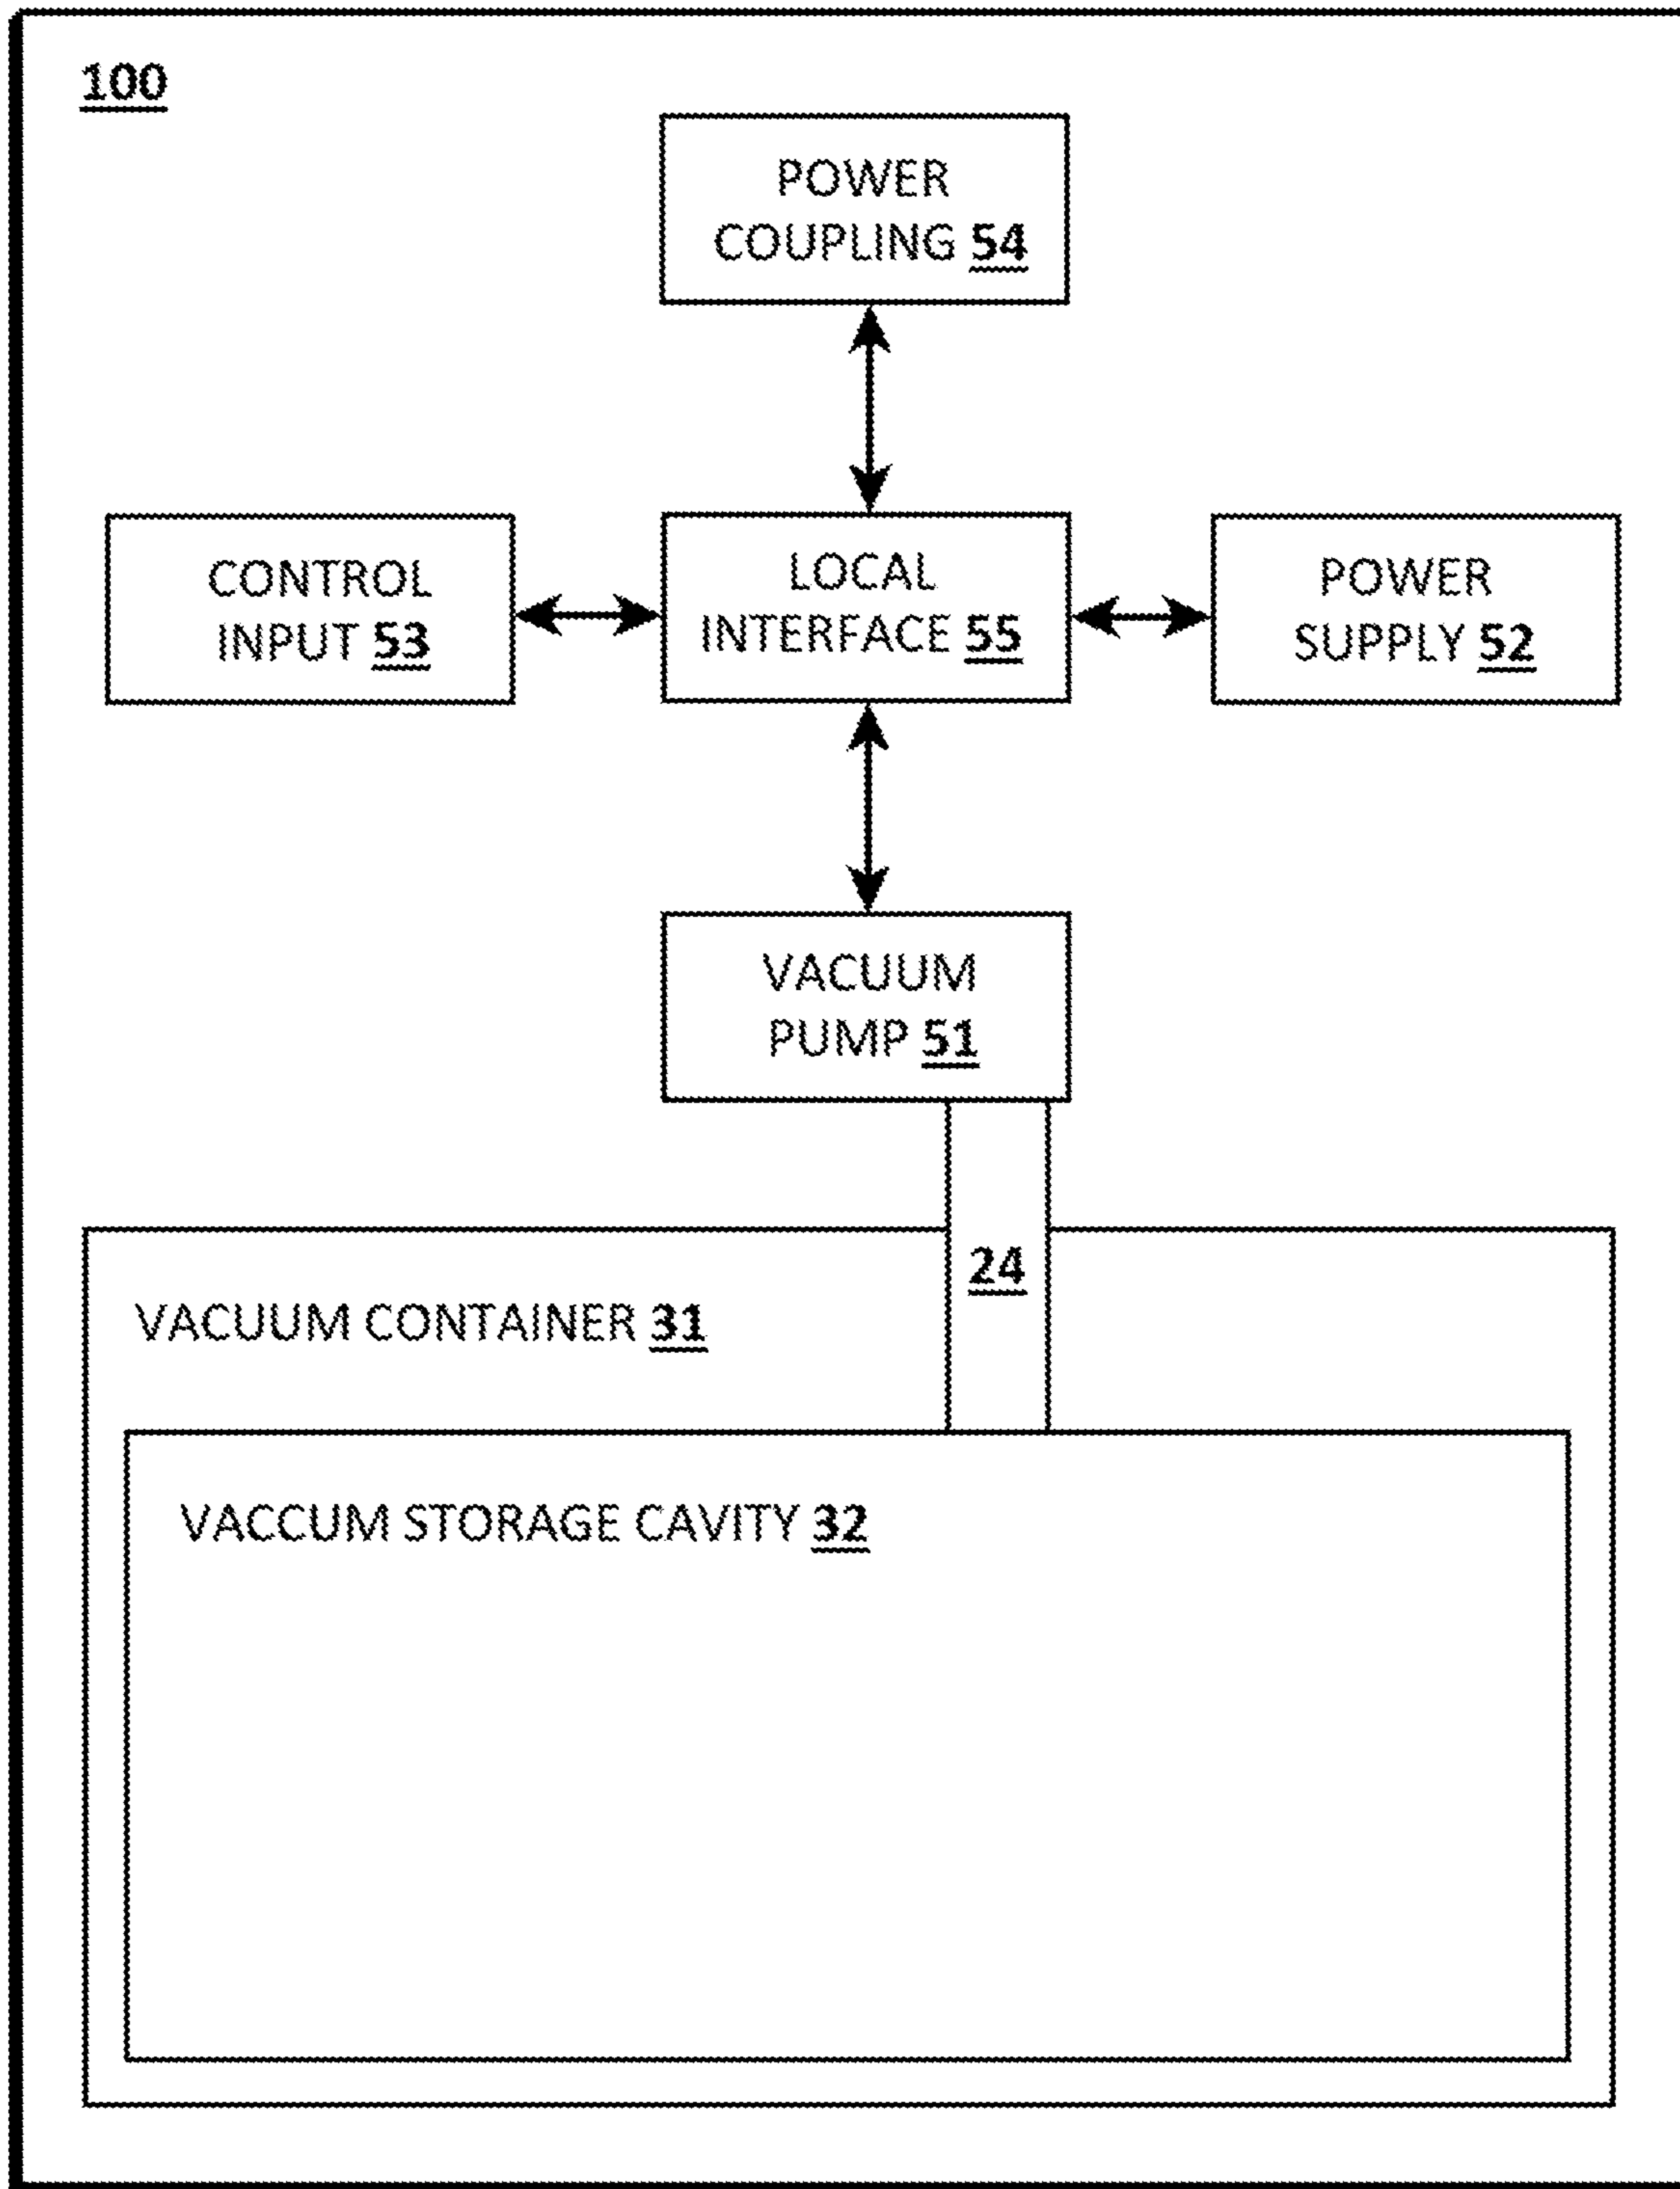 100
POWER
COUPLING 54
CONTROL
INPUT 53
LOCAL
INTERFACE 55
POWER
SUPPLY 52
VACUUM
PUMP 51
24
VACUUM CONTAINER 31
VACCUM STORAGE CAVITY 32